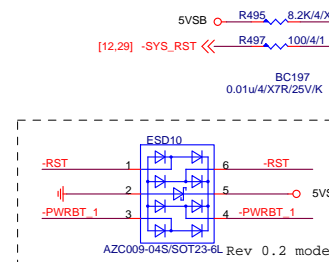 5VSB R495 8.2K/4/X
[12,29] -SYS_RST R497 100/4/1
BC197
0.01u/4/X7R/25V/K
ESD10
-RST 1 6 -RST
2 5 5VS
-PWRBT_1 3 4 -PWRBT_1
AZC009-04S/SOT23-6L Rev 0.2 mode